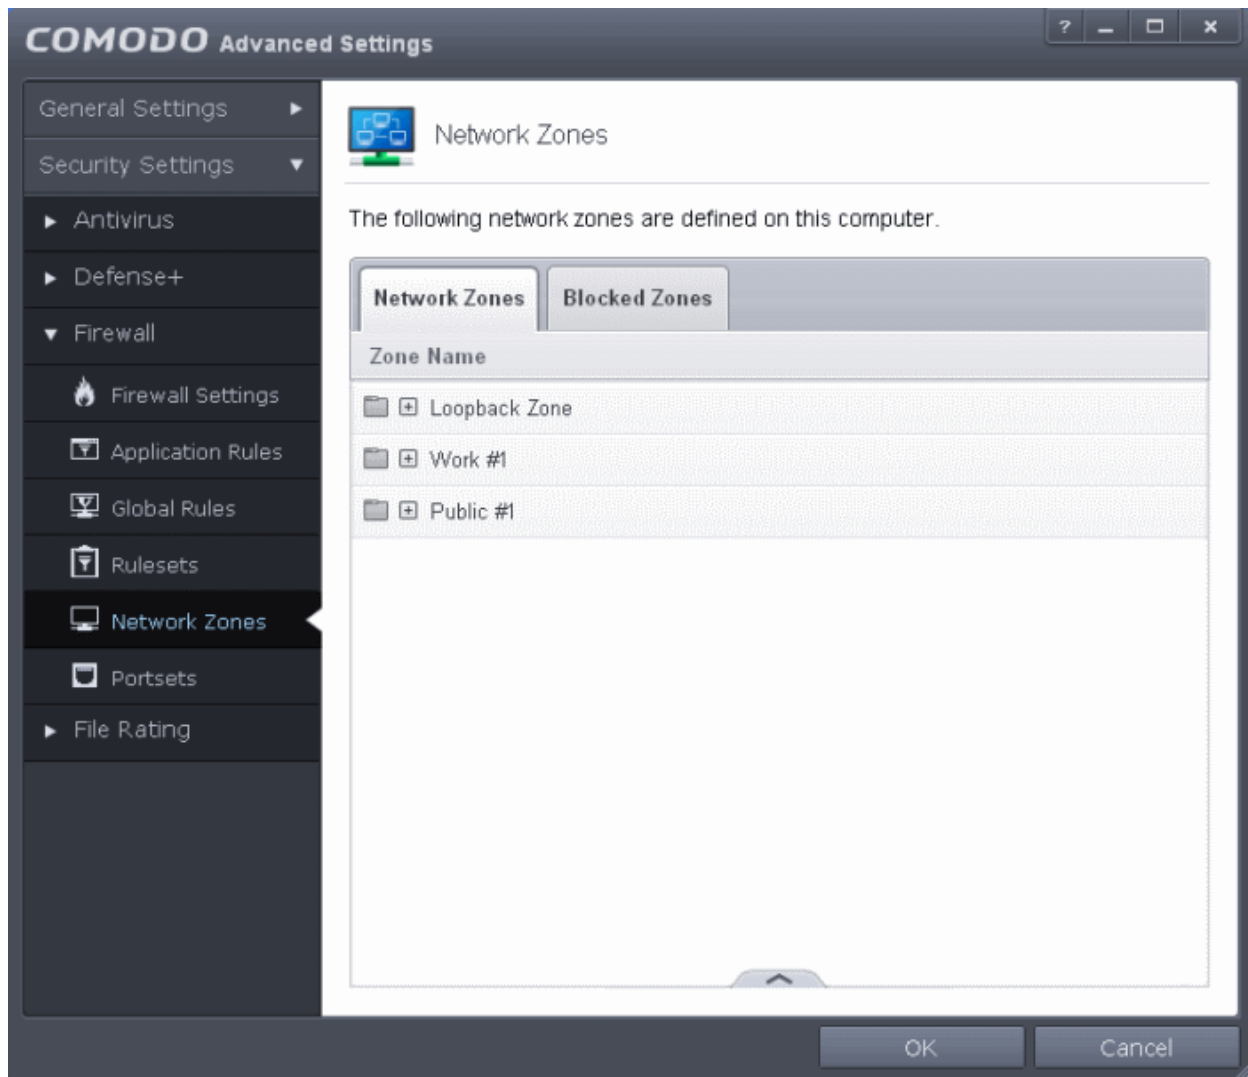 COMODO Advanced Settings
?
General Settings
Security Settings
Antivirus
Defense+
Firewall
Firewall Settings
Application Rules
Global Rules
Rulesets
Network Zones
Portsets
File Rating
Network Zones
The following network zones are defined on this computer.
Network Zones Blocked Zones
Zone Name
Loopback Zone
Work #1
Public #1
OK Cancel